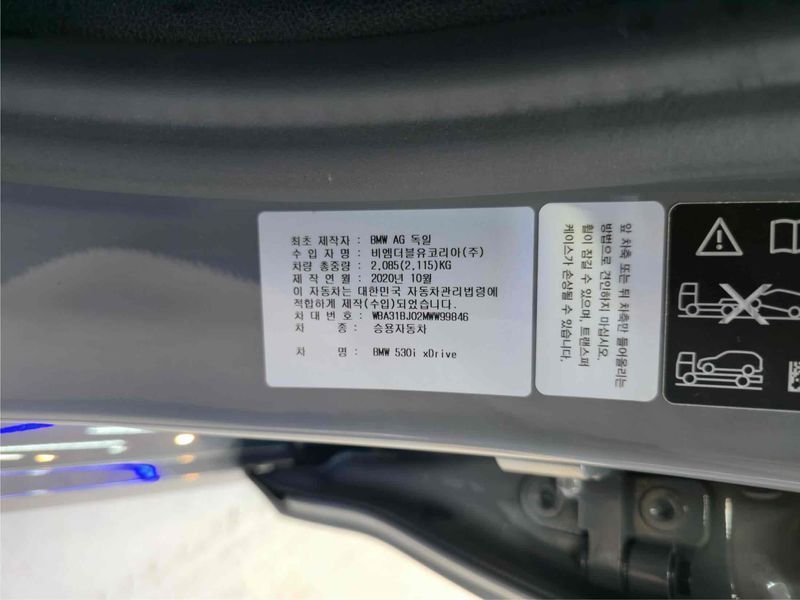 최초 제작자 : BMW AG 독일
수 입 자 명 : 비엠더블유코리아(주)
차량 총중량 : 2,085(2,115)KG
제 작 연 월 : 2020년 10월
이 자동차는 대한민국 자동차관리법령에
적합하게 제작(수입)되었습니다.
차 대 번 호 : WBA31BJ02MWW99846
차 종 : 승용자동차
차 명 : BMW 530i xDrive
앞 차축 또는 뒤 차축만 들어올리는
방법으로 견인하지 마십시오.
휠이 잠길 수 있으며, 트랜스퍼
케이스가 손상될 수 있습니다.